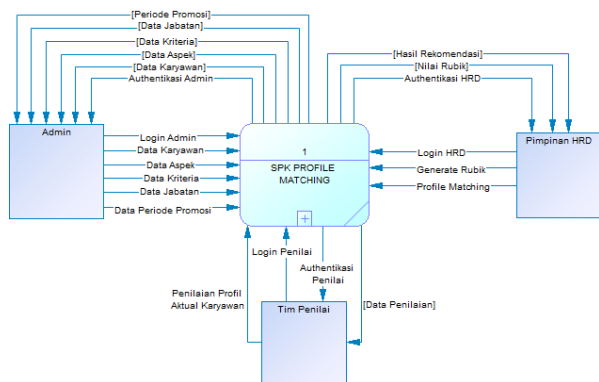 [Periode Promosi]
[Data Jabatan]
[Data Kriteria]
[Data Aspek]
[Data Karyawan]
Authentikasi Admin
[Hasil Rekomendasi]
[Nilai Rubik]
Authentikasi HRD
Admin
Login Admin
Data Karyawan
Data Aspek
Data Kriteria
Data Jabatan
Data Periode Promosi
1
SPK PROFILE
MATCHING
Login HRD
Generate Rubik
Profile Matching
Pimpinan HRD
Login Penilai
Authentikasi
Penilai
Penilaian Profil
Aktual Karyawan
[Data Penilaian]
Tim Penilai